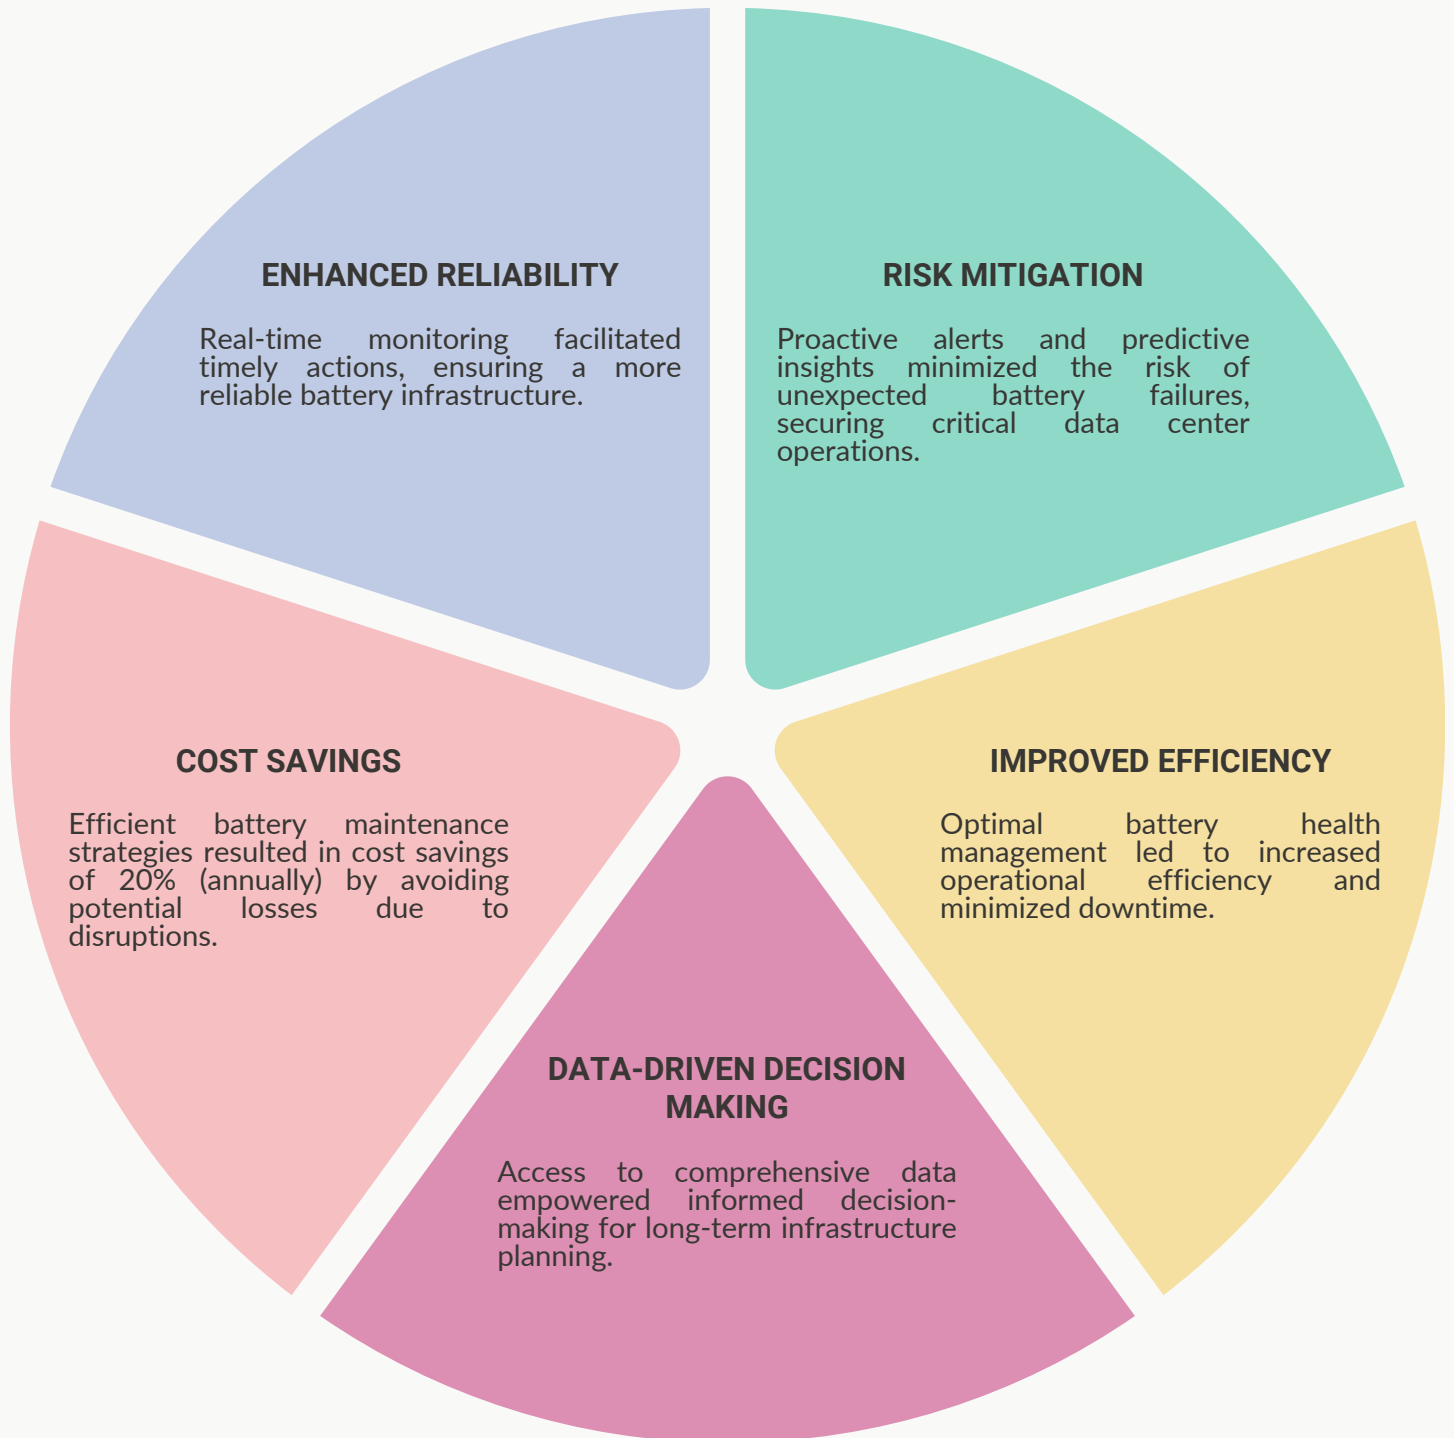 ENHANCED RELIABILITY
Real-time monitoring facilitated
timely actions, ensuring a more
reliable battery infrastructure.
RISK MITIGATION
Proactive alerts and predictive
insights minimized the risk of
unexpected battery failures,
securing critical data center
operations.
COST SAVINGS
Efficient battery maintenance
strategies resulted in cost savings
of 20% (annually) by avoiding
potential losses due to
disruptions.
IMPROVED EFFICIENCY
Optimal battery health
management led to increased
operational efficiency and
minimized downtime.
DATA-DRIVEN DECISION
MAKING
Access to comprehensive data
empowered informed decision-
making for long-term infrastructure
planning.